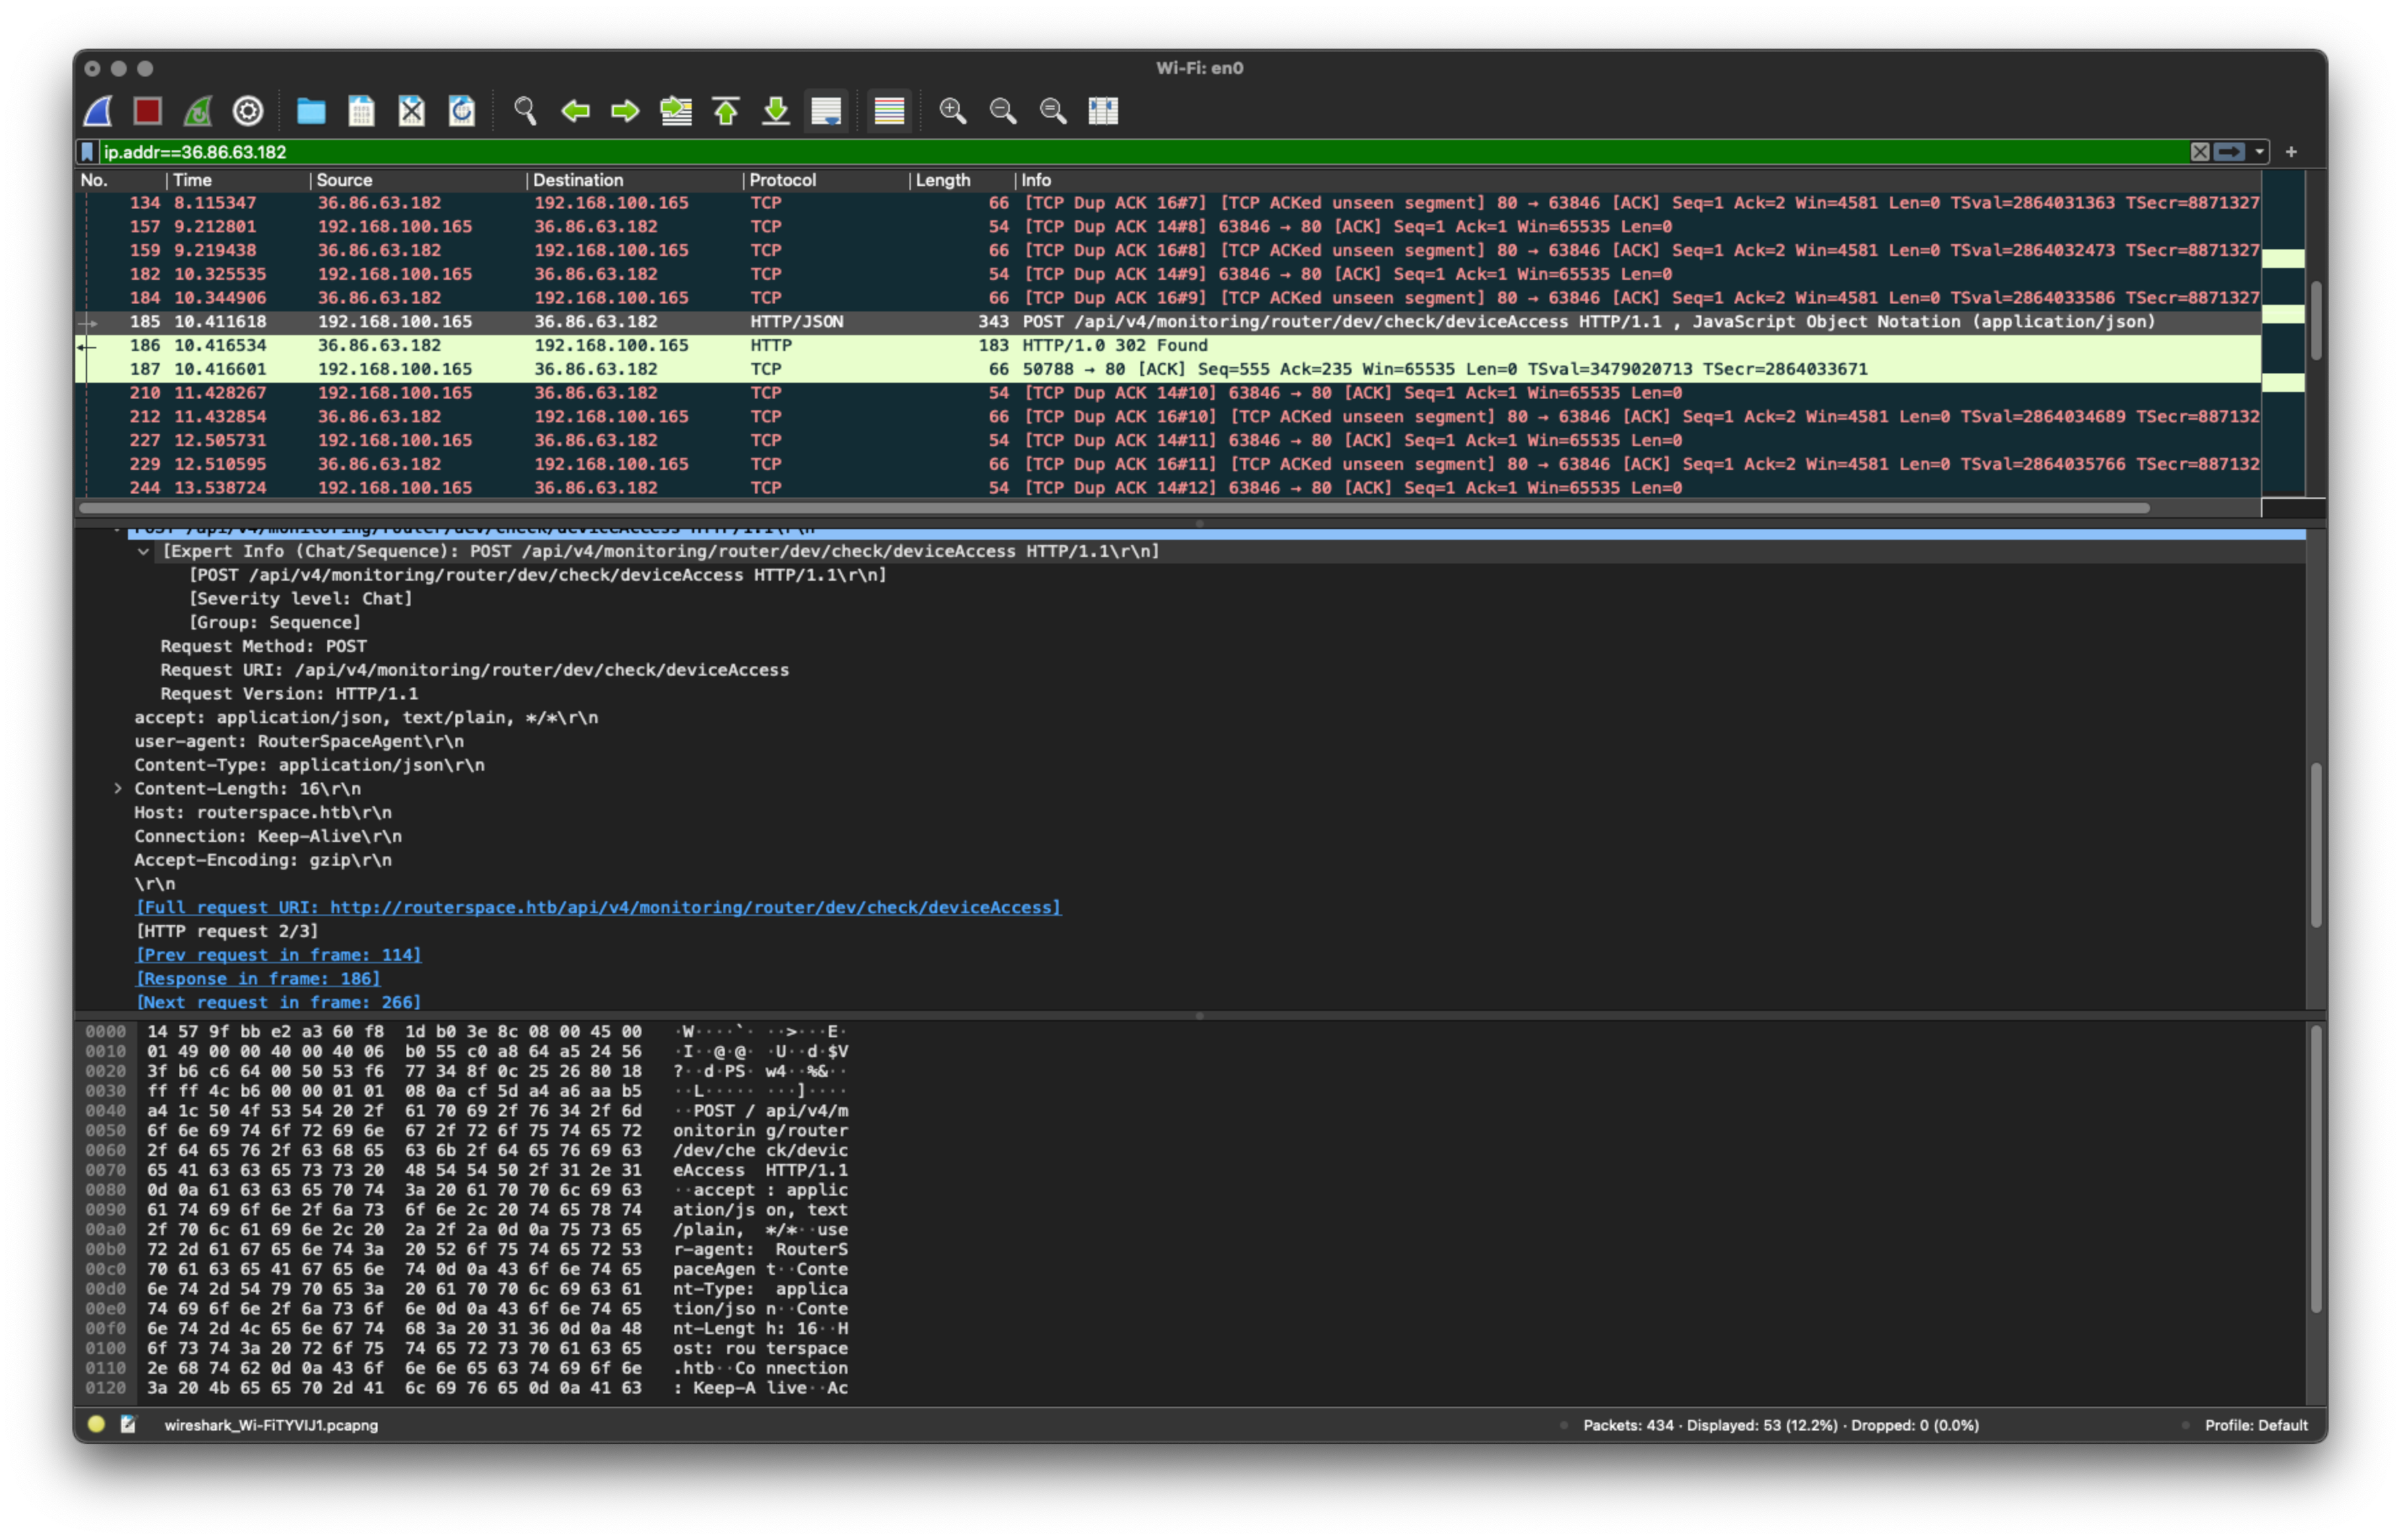 Wi-Fi: en0
ip.addr==36.86.63.182
No. Time Source Destination Protocol Length Info
134 8.115347 36.86.63.182 192.168.100.165 TCP 66 [TCP Dup ACK 16#7] [TCP ACKed unseen segment] 80 → 63846 [ACK] Seq=1 Ack=2 Win=4581 Len=0 TSval=2864031363 TSecr=8871327
157 9.212801 192.168.100.165 36.86.63.182 TCP 54 [TCP Dup ACK 14#8] 63846 → 80 [ACK] Seq=1 Ack=1 Win=65535 Len=0
159 9.219438 36.86.63.182 192.168.100.165 TCP 66 [TCP Dup ACK 16#8] [TCP ACKed unseen segment] 80 → 63846 [ACK] Seq=1 Ack=2 Win=4581 Len=0 TSval=2864032473 TSecr=8871327
182 10.325535 192.168.100.165 36.86.63.182 TCP 54 [TCP Dup ACK 14#9] 63846 → 80 [ACK] Seq=1 Ack=1 Win=65535 Len=0
184 10.344906 36.86.63.182 192.168.100.165 TCP 66 [TCP Dup ACK 16#9] [TCP ACKed unseen segment] 80 → 63846 [ACK] Seq=1 Ack=2 Win=4581 Len=0 TSval=2864033586 TSecr=8871327
185 10.411618 192.168.100.165 36.86.63.182 HTTP/JSON 343 POST /api/v4/monitoring/router/dev/check/deviceAccess HTTP/1.1 , JavaScript Object Notation (application/json)
186 10.416534 36.86.63.182 192.168.100.165 HTTP 183 HTTP/1.0 302 Found
187 10.416601 192.168.100.165 36.86.63.182 TCP 66 50788 → 80 [ACK] Seq=555 Ack=235 Win=65535 Len=0 TSval=3479020713 TSecr=2864033671
210 11.428267 192.168.100.165 36.86.63.182 TCP 54 [TCP Dup ACK 14#10] 63846 → 80 [ACK] Seq=1 Ack=1 Win=65535 Len=0
212 11.432854 36.86.63.182 192.168.100.165 TCP 66 [TCP Dup ACK 16#10] [TCP ACKed unseen segment] 80 → 63846 [ACK] Seq=1 Ack=2 Win=4581 Len=0 TSval=2864034689 TSecr=887132
227 12.505731 192.168.100.165 36.86.63.182 TCP 54 [TCP Dup ACK 14#11] 63846 → 80 [ACK] Seq=1 Ack=1 Win=65535 Len=0
229 12.510595 36.86.63.182 192.168.100.165 TCP 66 [TCP Dup ACK 16#11] [TCP ACKed unseen segment] 80 → 63846 [ACK] Seq=1 Ack=2 Win=4581 Len=0 TSval=2864035766 TSecr=887132
244 13.538724 192.168.100.165 36.86.63.182 TCP 54 [TCP Dup ACK 14#12] 63846 → 80 [ACK] Seq=1 Ack=1 Win=65535 Len=0
POST /api/v4/monitoring/router/dev/check/deviceAccess HTTP/1.1\r\n
[Expert Info (Chat/Sequence): POST /api/v4/monitoring/router/dev/check/deviceAccess HTTP/1.1\r\n]
[POST /api/v4/monitoring/router/dev/check/deviceAccess HTTP/1.1\r\n]
[Severity level: Chat]
[Group: Sequence]
Request Method: POST
Request URI: /api/v4/monitoring/router/dev/check/deviceAccess
Request Version: HTTP/1.1
accept: application/json, text/plain, */*\r\n
user-agent: RouterSpaceAgent\r\n
Content-Type: application/json\r\n
Content-Length: 16\r\n
Host: routerspace.htb\r\n
Connection: Keep-Alive\r\n
Accept-Encoding: gzip\r\n
\r\n
[Full request URI: http://routerspace.htb/api/v4/monitoring/router/dev/check/deviceAccess]
[HTTP request 2/3]
[Prev request in frame: 114]
[Response in frame: 186]
[Next request in frame: 266]
0000 14 57 9f bb e2 a3 60 f8 1d b0 3e 8c 08 00 45 00 ·W····`· ··>···E·
0010 01 49 00 00 40 00 40 06 b0 55 c0 a8 64 a5 24 56 ·I··@·@· ·U··d·$V
0020 3f b6 c6 64 00 50 53 f6 77 34 8f 0c 25 26 80 18 ?··d·PS· w4··%&··
0030 ff ff 4c b6 00 00 01 01 08 0a cf 5d a4 a6 aa b5 ··L····· ···]····
0040 a4 1c 50 4f 53 54 20 2f 61 70 69 2f 76 34 2f 6d ··POST / api/v4/m
0050 6f 6e 69 74 6f 72 69 6e 67 2f 72 6f 75 74 65 72 onitorin g/router
0060 2f 64 65 76 2f 63 68 65 63 6b 2f 64 65 76 69 63 /dev/che ck/devic
0070 65 41 63 63 65 73 73 20 48 54 54 50 2f 31 2e 31 eAccess HTTP/1.1
0080 0d 0a 61 63 63 65 70 74 3a 20 61 70 70 6c 69 63 ··accept : applic
0090 61 74 69 6f 6e 2f 6a 73 6f 6e 2c 20 74 65 78 74 ation/js on, text
00a0 2f 70 6c 61 69 6e 2c 20 2a 2f 2a 0d 0a 75 73 65 /plain, */*··use
00b0 72 2d 61 67 65 6e 74 3a 20 52 6f 75 74 65 72 53 r-agent: RouterS
00c0 70 61 63 65 41 67 65 6e 74 0d 0a 43 6f 6e 74 65 paceAgen t··Conte
00d0 6e 74 2d 54 79 70 65 3a 20 61 70 70 6c 69 63 61 nt-Type: applica
00e0 74 69 6f 6e 2f 6a 73 6f 6e 0d 0a 43 6f 6e 74 65 tion/jso n··Conte
00f0 6e 74 2d 4c 65 6e 67 74 68 3a 20 31 36 0d 0a 48 nt-Lengt h: 16··H
0100 6f 73 74 3a 20 72 6f 75 74 65 72 73 70 61 63 65 ost: rou terspace
0110 2e 68 74 62 0d 0a 43 6f 6e 6e 65 63 74 69 6f 6e .htb··Co nnection
0120 3a 20 4b 65 65 70 2d 41 6c 69 76 65 0d 0a 41 63 : Keep-A live··Ac
wireshark_Wi-FiTYVIJ1.pcapng Packets: 434 · Displayed: 53 (12.2%) · Dropped: 0 (0.0%) Profile: Default